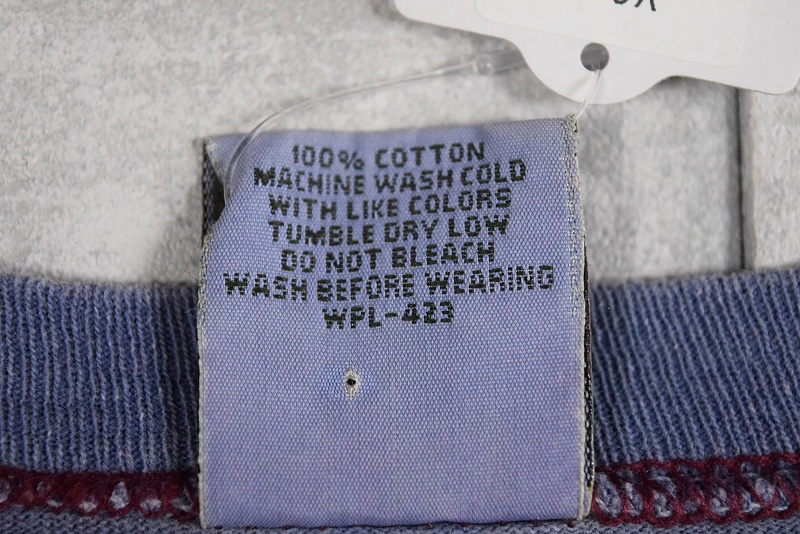 100% COTTON
MACHINE WASH COLD
WITH LIKE COLORS
TUMBLE DRY LOW
DO NOT BLEACH
WASH BEFORE WEARING
WPL-423